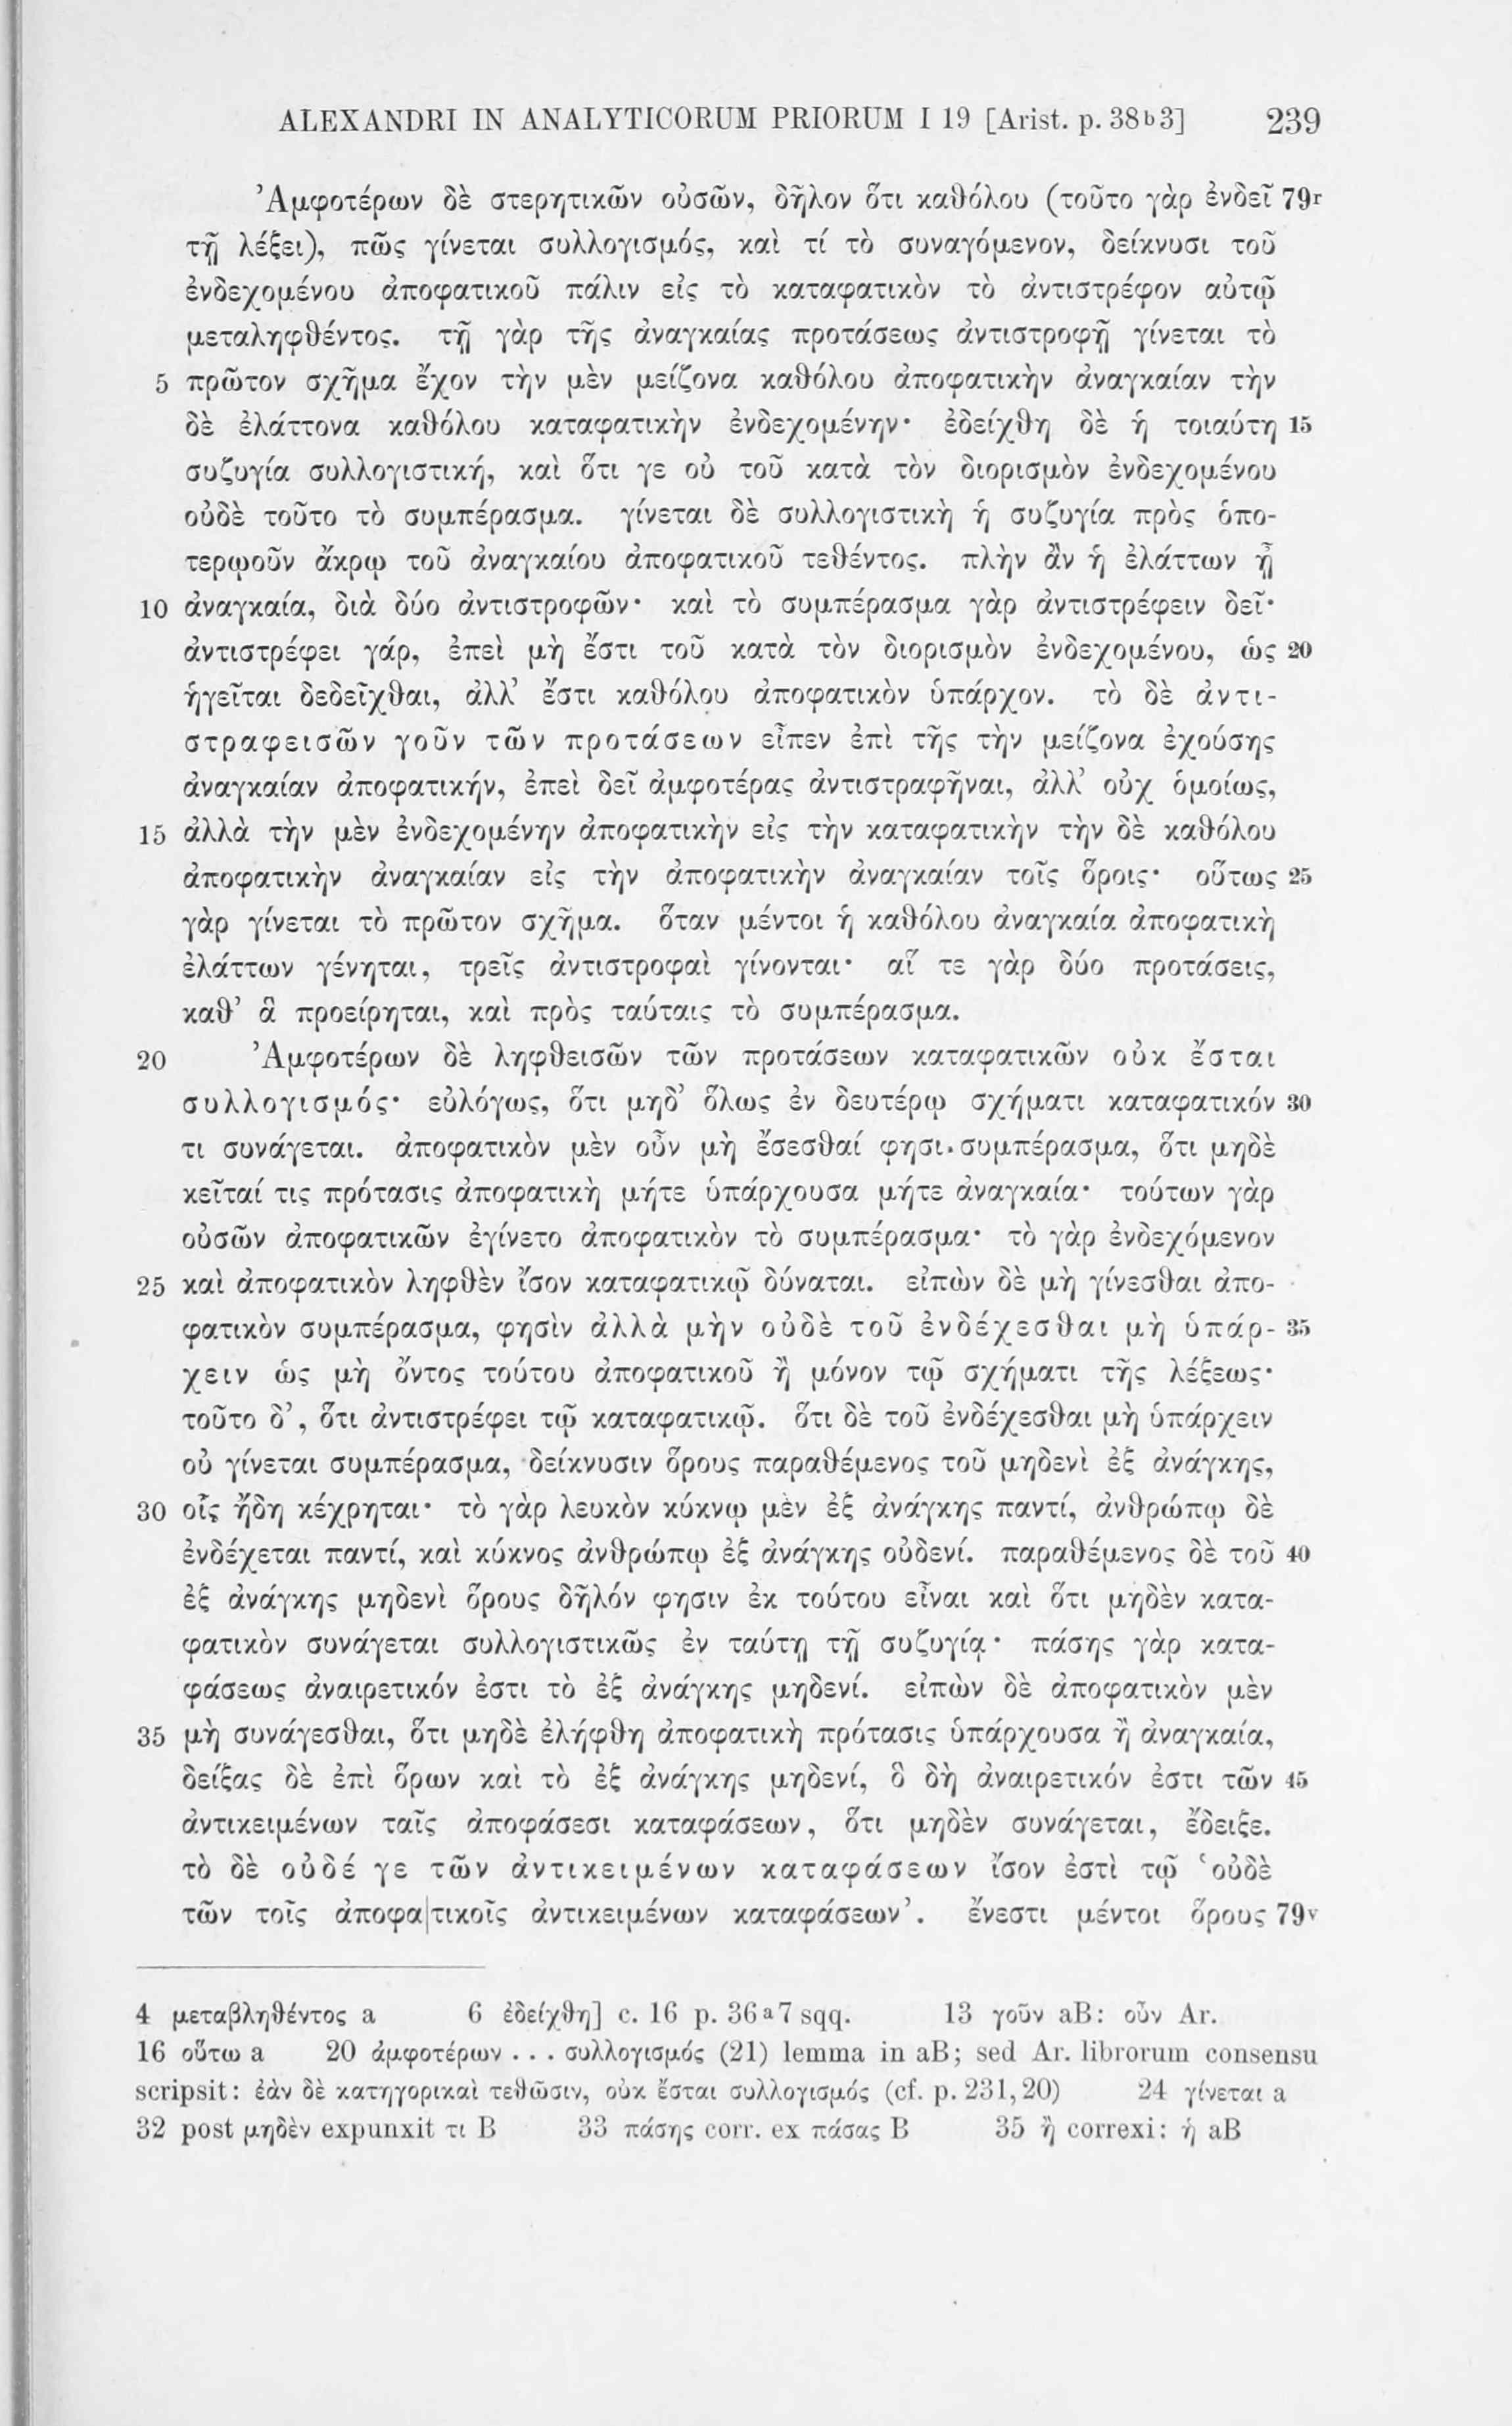 ALEXANDRI IN ANALYTICORUM PRIORUM I 19 [Arist. p. 38b3] 239
Ἀμφοτέρων δὲ στερητικῶν οὐσῶν, δῆλον ὅτι καθόλου (τοῦτο γὰρ ἐνδεῖ 79r
τῇ λέξει), πῶς γίνεται συλλογισμός, καὶ τί τὸ συναγόμενον, δείκνυσι τοῦ
ἐνδεχομένου ἀποφατικοῦ πάλιν εἰς τὸ καταφατικὸν τὸ ἀντιστρέφον αὐτῷ
μεταληφθέντος. τῇ γὰρ τῆς ἀναγκαίας προτάσεως ἀντιστροφῇ γίνεται τὸ
5 πρῶτον σχῆμα ἔχον τὴν μὲν μείζονα καθόλου ἀποφατικὴν ἀναγκαίαν τὴν
δὲ ἐλάττονα καθόλου καταφατικὴν ἐνδεχομένην· ἐδείχθη δὲ ἡ τοιαύτη 15
συζυγία συλλογιστική, καὶ ὅτι γε οὐ τοῦ κατὰ τὸν διορισμὸν ἐνδεχομένου
οὐδὲ τοῦτο τὸ συμπέρασμα. γίνεται δὲ συλλογιστικὴ ἡ συζυγία πρὸς ὁπο-
τερῳοῦν ἄκρῳ τοῦ ἀναγκαίου ἀποφατικοῦ τεθέντος. πλὴν ἂν ἡ ἐλάττων ᾖ
10 ἀναγκαία, διὰ δύο ἀντιστροφῶν· καὶ τὸ συμπέρασμα γὰρ ἀντιστρέφειν δεῖ·
ἀντιστρέφει γάρ, ἐπεὶ μὴ ἔστι τοῦ κατὰ τὸν διορισμὸν ἐνδεχομένου, ὡς 20
ἡγεῖται δεδεῖχθαι, ἀλλ’ ἔστι καθόλου ἀποφατικὸν ὑπάρχον. τὸ δὲ ἀντι-
στραφεισῶν γοῦν τῶν προτάσεων εἶπεν ἐπὶ τῆς τὴν μείζονα ἐχούσης
ἀναγκαίαν ἀποφατικήν, ἐπεὶ δεῖ ἀμφοτέρας ἀντιστραφῆναι, ἀλλ’ οὐχ ὁμοίως,
15 ἀλλὰ τὴν μὲν ἐνδεχομένην ἀποφατικὴν εἰς τὴν καταφατικὴν τὴν δὲ καθόλου
ἀποφατικὴν ἀναγκαίαν εἰς τὴν ἀποφατικὴν ἀναγκαίαν τοῖς ὅροις· οὕτως 25
γὰρ γίνεται τὸ πρῶτον σχῆμα. ὅταν μέντοι ἡ καθόλου ἀναγκαία ἀποφατικὴ
ἐλάττων γένηται, τρεῖς ἀντιστροφαὶ γίνονται· αἵ τε γὰρ δύο προτάσεις,
καθ’ ἃ προείρηται, καὶ πρὸς ταύταις τὸ συμπέρασμα.
20 Ἀμφοτέρων δὲ ληφθεισῶν τῶν προτάσεων καταφατικῶν οὐκ ἔσται
συλλογισμός· εὐλόγως, ὅτι μηδ’ ὅλως ἐν δευτέρῳ σχήματι καταφατικόν 30
τι συνάγεται. ἀποφατικὸν μὲν οὖν μὴ ἔσεσθαί φησι συμπέρασμα, ὅτι μηδὲ
κεῖταί τις πρότασις ἀποφατικὴ μήτε ὑπάρχουσα μήτε ἀναγκαία· τούτων γὰρ
οὐσῶν ἀποφατικῶν ἐγίνετο ἀποφατικὸν τὸ συμπέρασμα· τὸ γὰρ ἐνδεχόμενον
25 καὶ ἀποφατικὸν ληφθὲν ἴσον καταφατικῷ δύναται. εἰπὼν δὲ μὴ γίνεσθαι ἀπο-
φατικὸν συμπέρασμα, φησὶν ἀλλὰ μὴν οὐδὲ τοῦ ἐνδέχεσθαι μὴ ὑπάρ- 35
χειν ὡς μὴ ὄντος τούτου ἀποφατικοῦ ἢ μόνον τῷ σχήματι τῆς λέξεως·
τοῦτο δ’, ὅτι ἀντιστρέφει τῷ καταφατικῷ. ὅτι δὲ τοῦ ἐνδέχεσθαι μὴ ὑπάρχειν
οὐ γίνεται συμπέρασμα, δείκνυσιν ὅρους παραθέμενος τοῦ μηδενὶ ἐξ ἀνάγκης,
30 οἷς ἤδη κέχρηται· τὸ γὰρ λευκὸν κύκνῳ μὲν ἐξ ἀνάγκης παντί, ἀνθρώπῳ δὲ
ἐνδέχεται παντί, καὶ κύκνος ἀνθρώπῳ ἐξ ἀνάγκης οὐδενί. παραθέμενος δὲ τοῦ 40
ἐξ ἀνάγκης μηδενὶ ὅρους δῆλόν φησιν ἐκ τούτου εἶναι καὶ ὅτι μηδὲν κατα-
φατικὸν συνάγεται συλλογιστικῶς ἐν ταύτῃ τῇ συζυγίᾳ· πάσης γὰρ κατα-
φάσεως ἀναιρετικόν ἐστι τὸ ἐξ ἀνάγκης μηδενί. εἰπὼν δὲ ἀποφατικὸν μὲν
35 μὴ συνάγεσθαι, ὅτι μηδὲ ἐλήφθη ἀποφατικὴ πρότασις ὑπάρχουσα ἢ ἀναγκαία,
δείξας δὲ ἐπὶ ὅρων καὶ τὸ ἐξ ἀνάγκης μηδενί, ὃ δὴ ἀναιρετικόν ἐστι τῶν 45
ἀντικειμένων ταῖς ἀποφάσεσι καταφάσεων, ὅτι μηδὲν συνάγεται, ἔδειξε.
τὸ δὲ οὐδέ γε τῶν ἀντικειμένων καταφάσεων ἴσον ἐστὶ τῷ ‘οὐδὲ
τῶν τοῖς ἀποφα|τικοῖς ἀντικειμένων καταφάσεων’. ἔνεστι μέντοι ὅρους 79v
4 μεταβληθέντος a 6 ἐδείχθη] c. 16 p. 36a7 sqq. 13 γοῦν aB: οὖν Ar.
16 οὕτω a 20 ἀμφοτέρων . . . συλλογισμός (21) lemma in aB; sed Ar. librorum consensu
scripsit: ἐὰν δὲ κατηγορικαὶ τεθῶσιν, οὐκ ἔσται συλλογισμός (cf. p. 231,20) 24 γίνεται a
32 post μηδὲν expunxit τι B 33 πάσης corr. ex πάσας B 35 ἢ correxi: ἡ aB